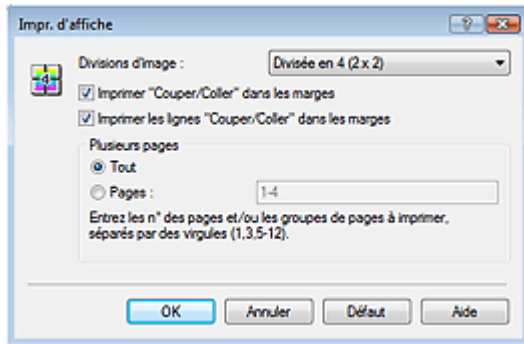 Impr. d'affiche
Divisions d'image :
Divisée en 4 (2 x 2)
4
Imprimer "Couper/Coller" dans les marges
Imprimer les lignes "Couper/Coller" dans les marges
Plusieurs pages
Tout
Pages :
1-4
Entrez les n° des pages et/ou les groupes de pages à imprimer,
séparés par des virgules (1,3,5-12).
OK
Annuler
Défaut
Aide